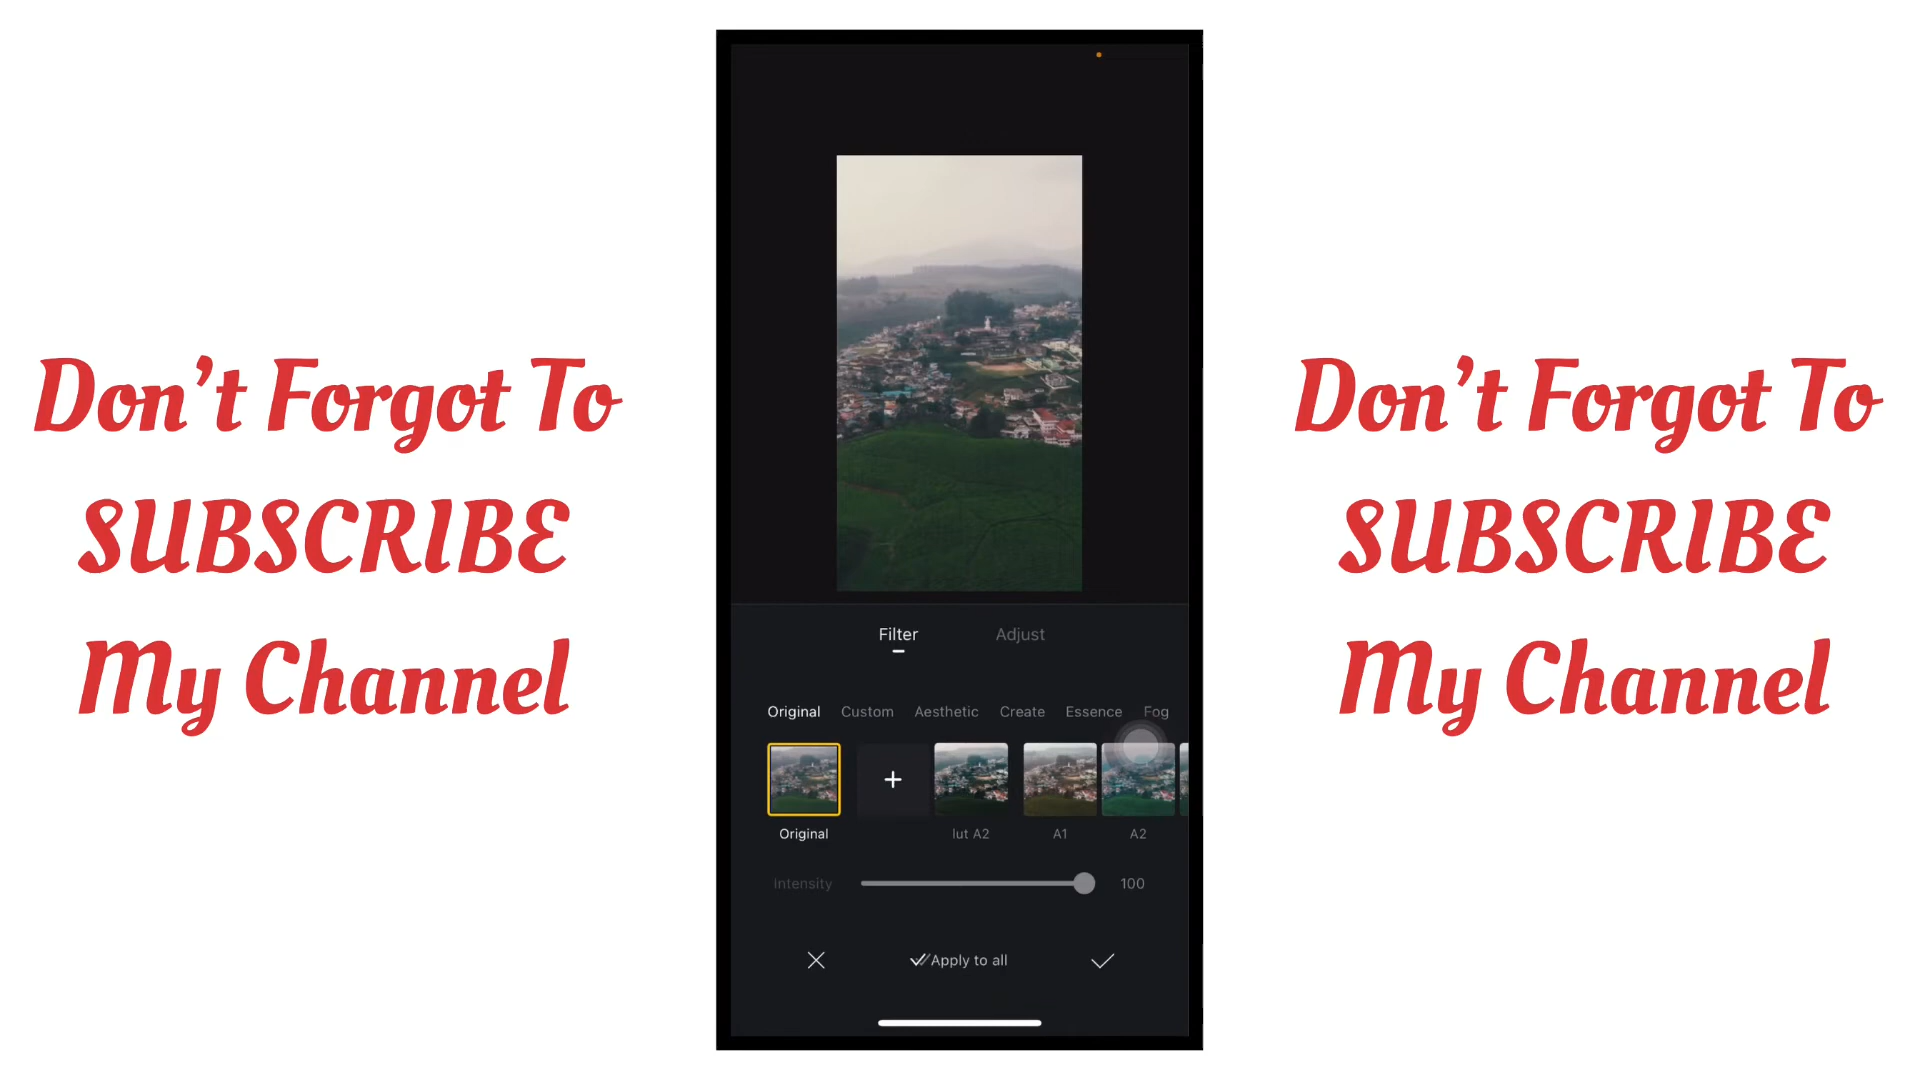 Don't Forgot To
SUBSCRIBE
My Channel
Filter Adjust
Original Custom Aesthetic Create Essence Fog
Original lut A2 A1 A2
Intensity 100
Apply to all
Don't Forgot To
SUBSCRIBE
My Channel